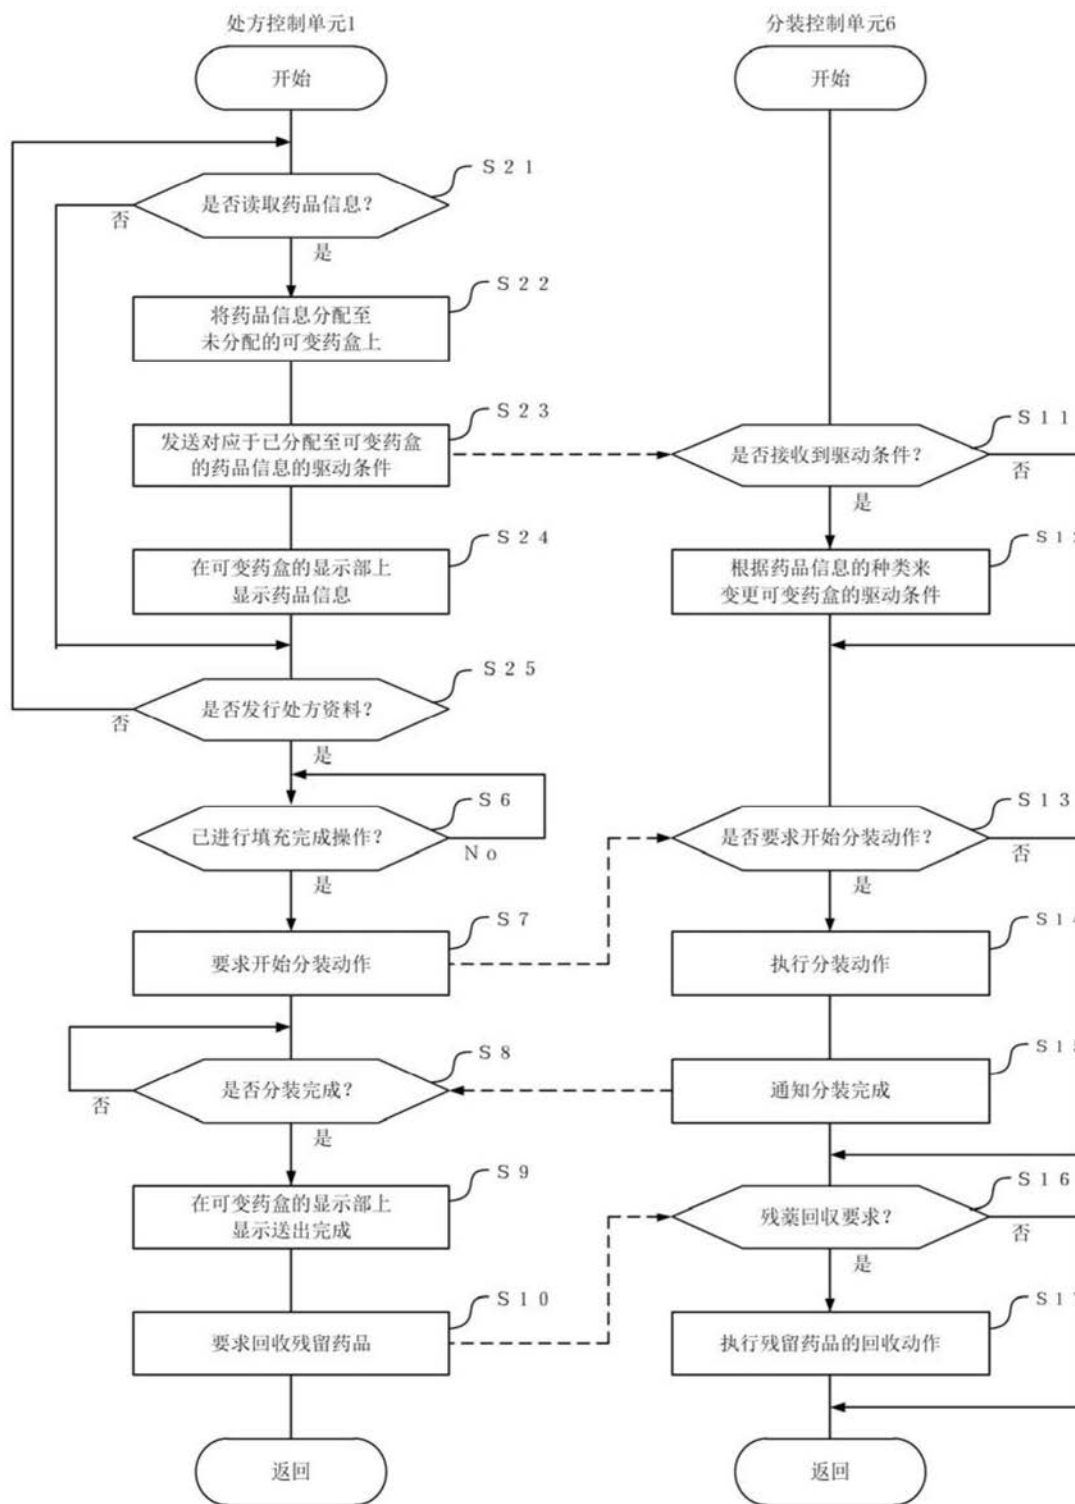 处方控制单元1
开始
S21
是否读取药品信息？
否
是
S22
将药品信息分配至
未分配的可变药盒上
S23
发送对应于已分配至可变药盒
的药品信息的驱动条件
S24
在可变药盒的显示部上
显示药品信息
S25
是否发行处方资料？
否
是
S6
已进行填充完成操作？
No
是
S7
要求开始分装动作
S8
是否分装完成？
否
是
S9
在可变药盒的显示部上
显示送出完成
S10
要求回收残留药品
返回
分装控制单元6
开始
S11
是否接收到驱动条件？
否
是
S12
根据药品信息的种类来
变更可变药盒的驱动条件
S13
是否要求开始分装动作？
否
是
S14
执行分装动作
S15
通知分装完成
S16
残薬回收要求？
否
是
S17
执行残留药品的回收动作
返回